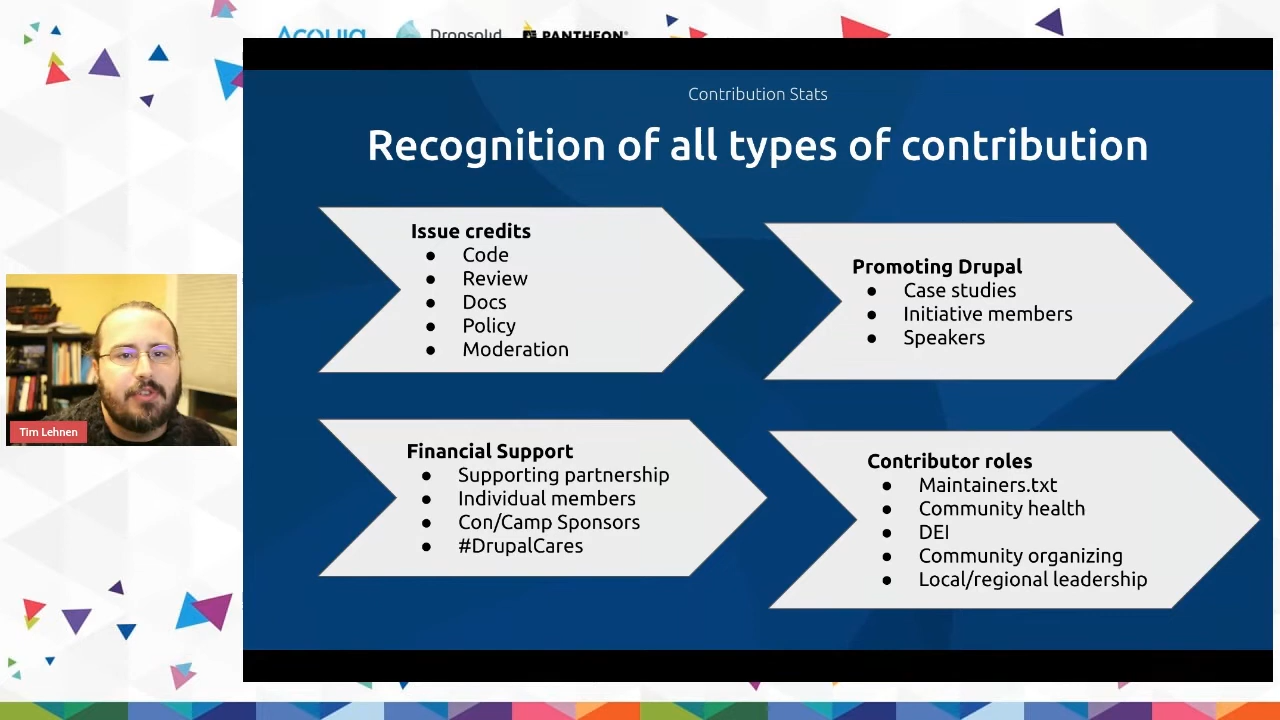 Acquia
Dropsolid
PANTHEON
Contribution Stats
Recognition of all types of contribution
Issue credits
● Code
● Review
● Docs
● Policy
● Moderation
Promoting Drupal
● Case studies
● Initiative members
● Speakers
Tim Lehnen
Financial Support
● Supporting partnership
● Individual members
● Con/Camp Sponsors
● #DrupalCares
Contributor roles
● Maintainers.txt
● Community health
● DEI
● Community organizing
● Local/regional leadership